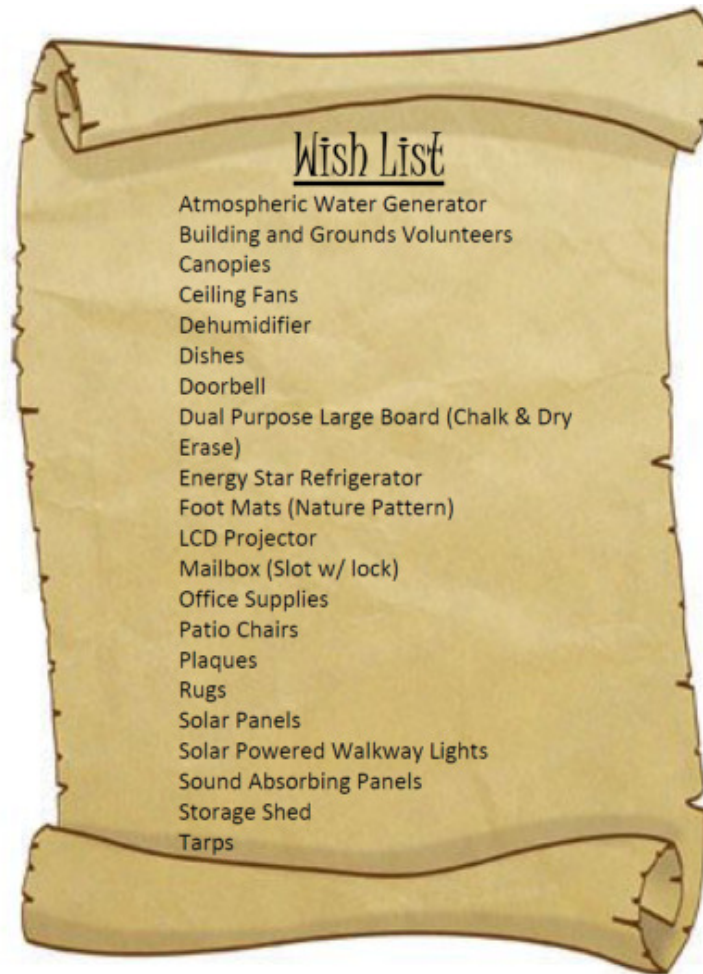 Wish List
Atmospheric Water Generator
Building and Grounds Volunteers
Canopies
Ceiling Fans
Dehumidifier
Dishes
Doorbell
Dual Purpose Large Board (Chalk & Dry
Erase)
Energy Star Refrigerator
Foot Mats (Nature Pattern)
LCD Projector
Mailbox (Slot w/ lock)
Office Supplies
Patio Chairs
Plaques
Rugs
Solar Panels
Solar Powered Walkway Lights
Sound Absorbing Panels
Storage Shed
Tarps